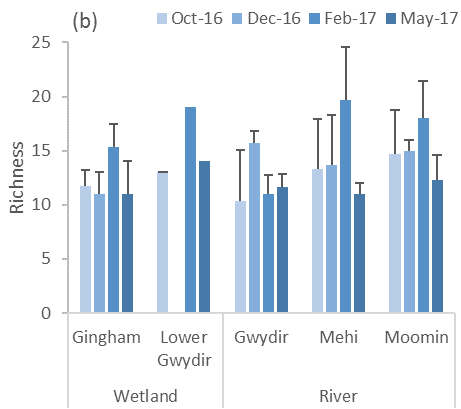 (b)
Oct-16 Dec-16 Feb-17 May-17
Richness
25
20
15
10
5
0
Gingham Lower Gwydir Gwydir Mehi Moomin
Wetland River